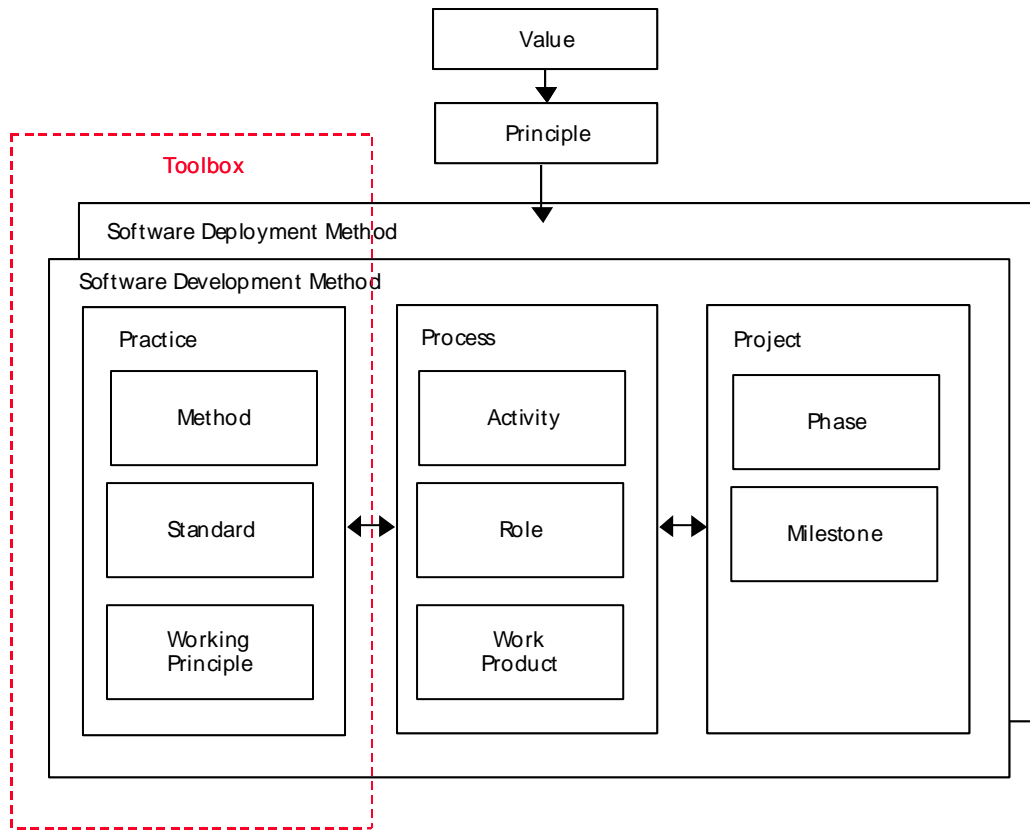 Value
Principle
Toolbox
Software Deployment Method
Software Development Method
Practice
Process
Project
Method
Activity
Phase
Standard
Role
Milestone
Working
Principle
Work
Product